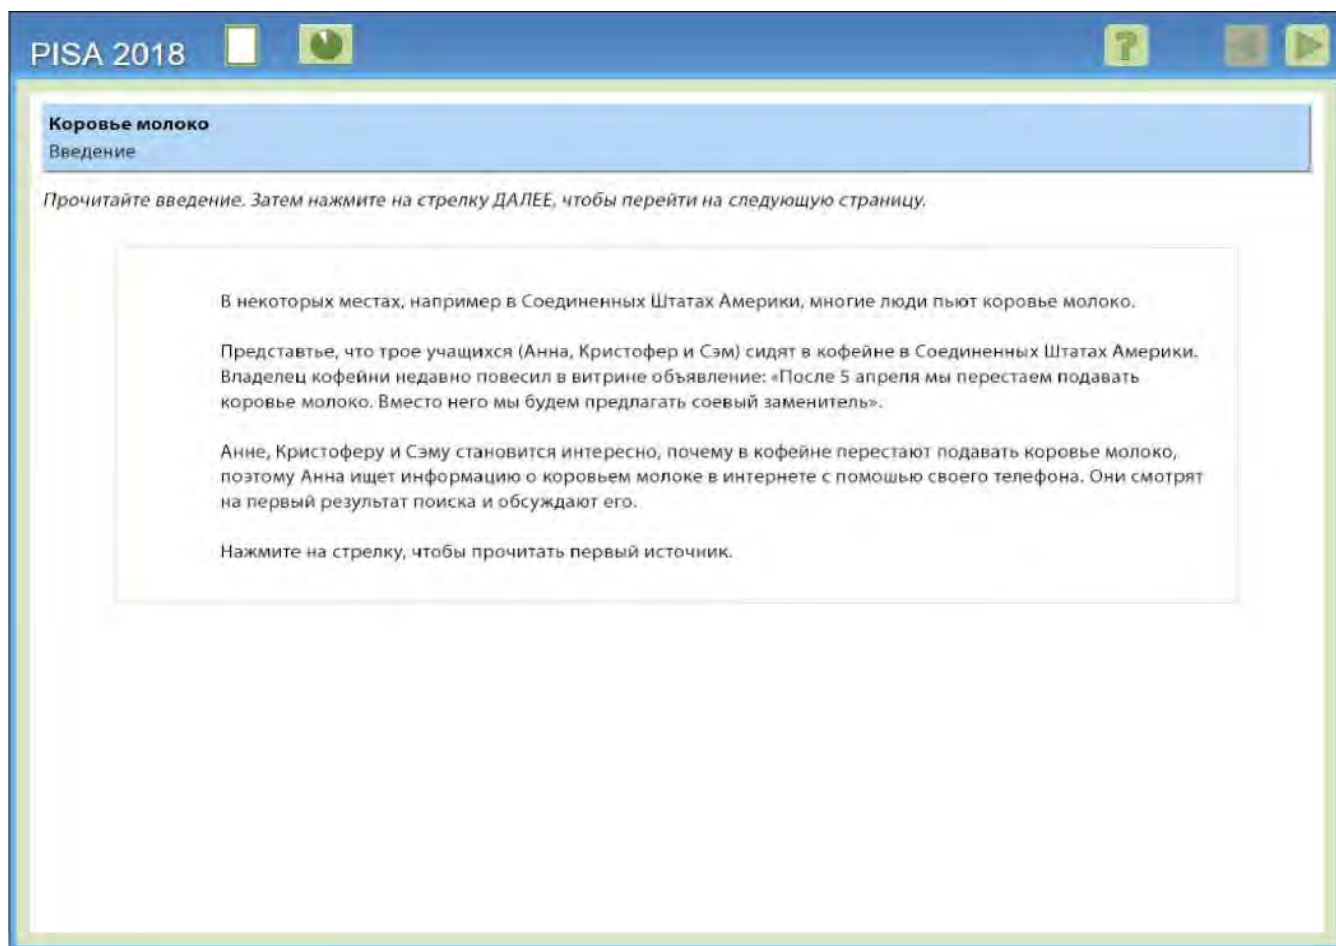 PISA 2018
?
Коровье молоко
Введение
Прочитайте введение. Затем нажмите на стрелку ДАЛЕЕ, чтобы перейти на следующую страницу.
В некоторых местах, например в Соединенных Штатах Америки, многие люди пьют коровье молоко.
Представтье, что трое учащихся (Анна, Кристофер и Сэм) сидят в кофейне в Соединенных Штатах Америки.
Владелец кофейни недавно повесил в витрине объявление: «После 5 апреля мы перестаем подавать
коровье молоко. Вместо него мы будем предлагать соевый заменитель».
Анне, Кристоферу и Сэму становится интересно, почему в кофейне перестают подавать коровье молоко,
поэтому Анна ищет информацию о коровьем молоке в интернете с помошью своего телефона. Они смотрят
на первый результат поиска и обсуждают его.
Нажмите на стрелку, чтобы прочитать первый источник.